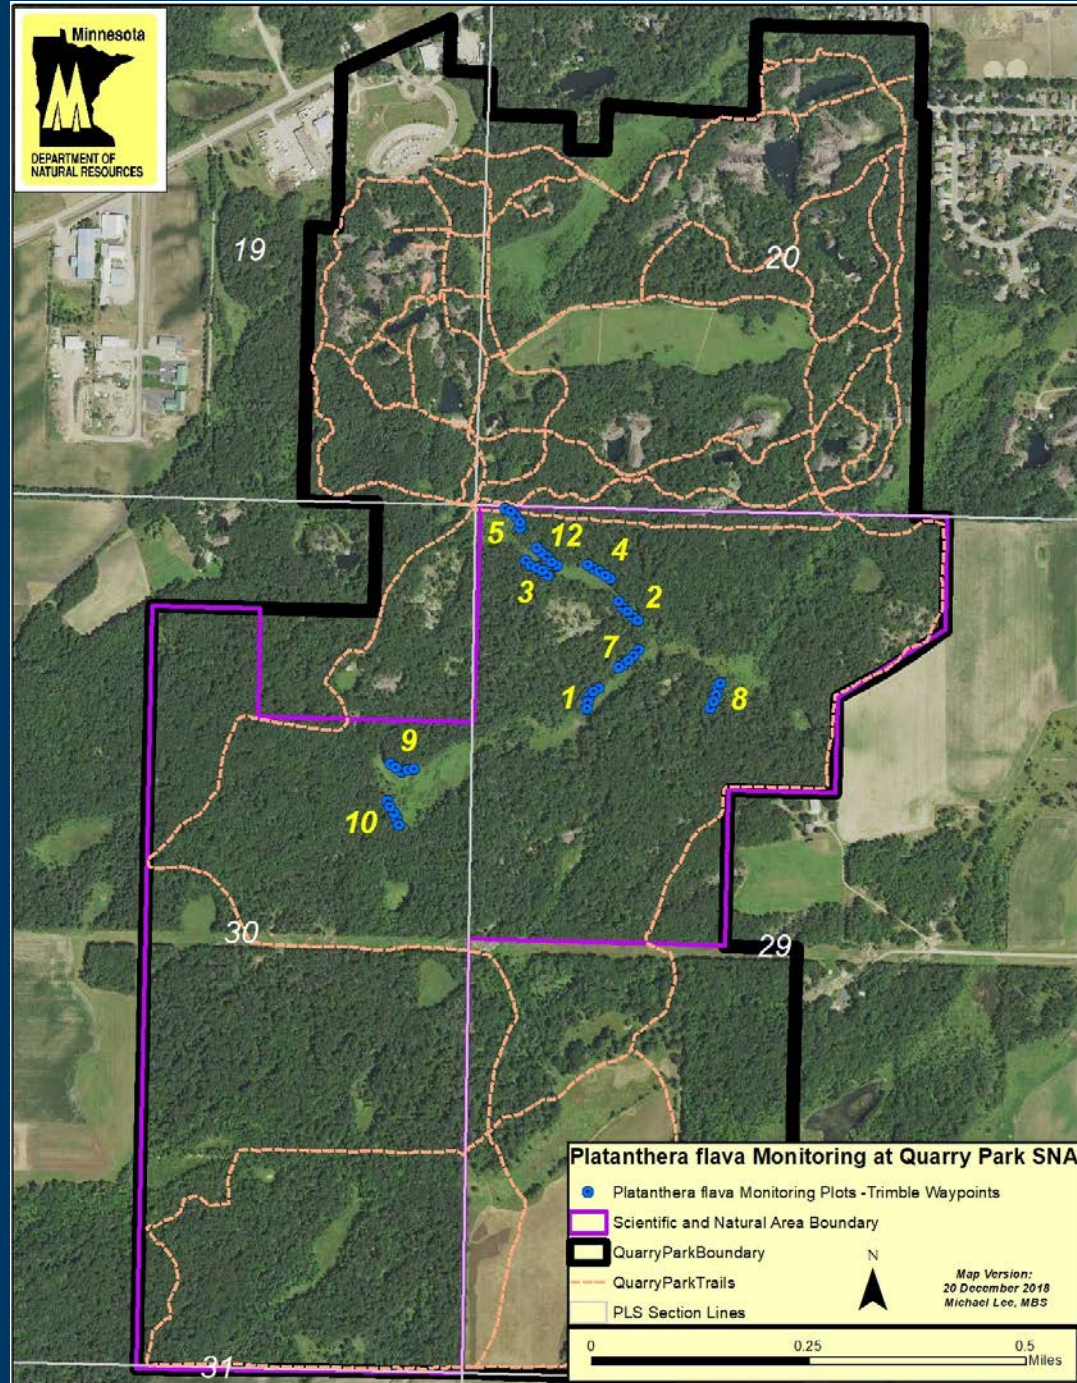 Minnesota
DEPARTMENT OF
NATURAL RESOURCES
19
20
5
12
4
3
2
7
1
8
9
10
30
29
31
Platanthera flava Monitoring at Quarry Park SNA
Platanthera flava Monitoring Plots - Trimble Waypoints
Scientific and Natural Area Boundary
QuarryParkBoundary
QuarryParkTrails
PLS Section Lines
N
Map Version:
20 December 2018
Michael Lee, MBS
0 0.25 0.5
Miles